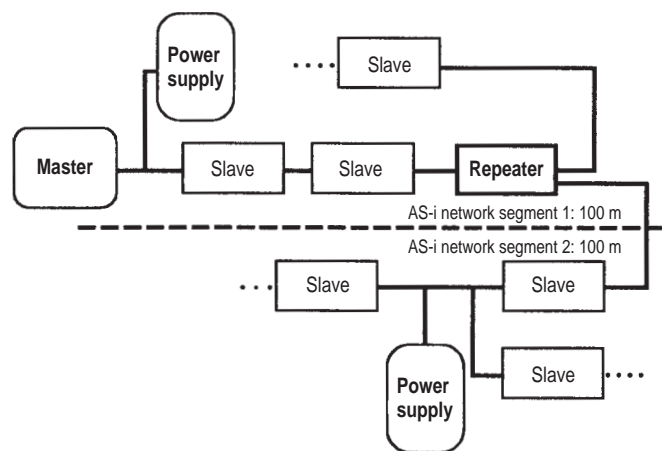 Power
supply
Slave
Master
Slave
Slave
Repeater
AS-i network segment 1: 100 m
AS-i network segment 2: 100 m
Slave
Slave
Slave
Power
supply